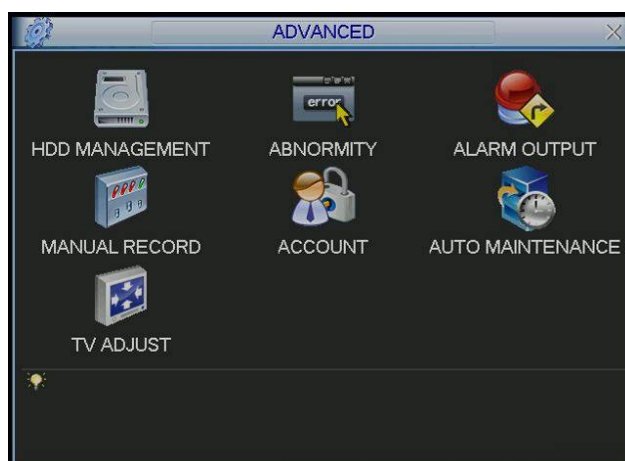 ADVANCED
HDD MANAGEMENT
ABNORMITY
error
ALARM OUTPUT
MANUAL RECORD
ACCOUNT
AUTO MAINTENANCE
TV ADJUST